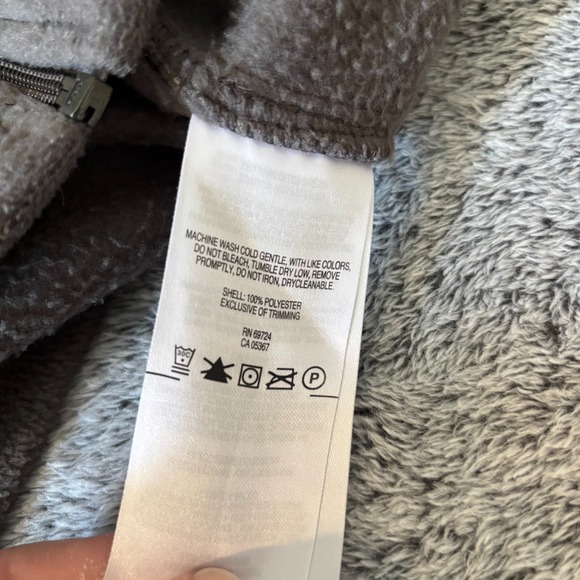 MACHINE WASH COLD GENTLE, WITH LIKE COLORS,
DO NOT BLEACH, TUMBLE DRY LOW, REMOVE
PROMPTLY, DO NOT IRON, DRYCLEANABLE.
SHELL: 100% POLYESTER
EXCLUSIVE OF TRIMMING
RN 69724
CA 05367
30C P